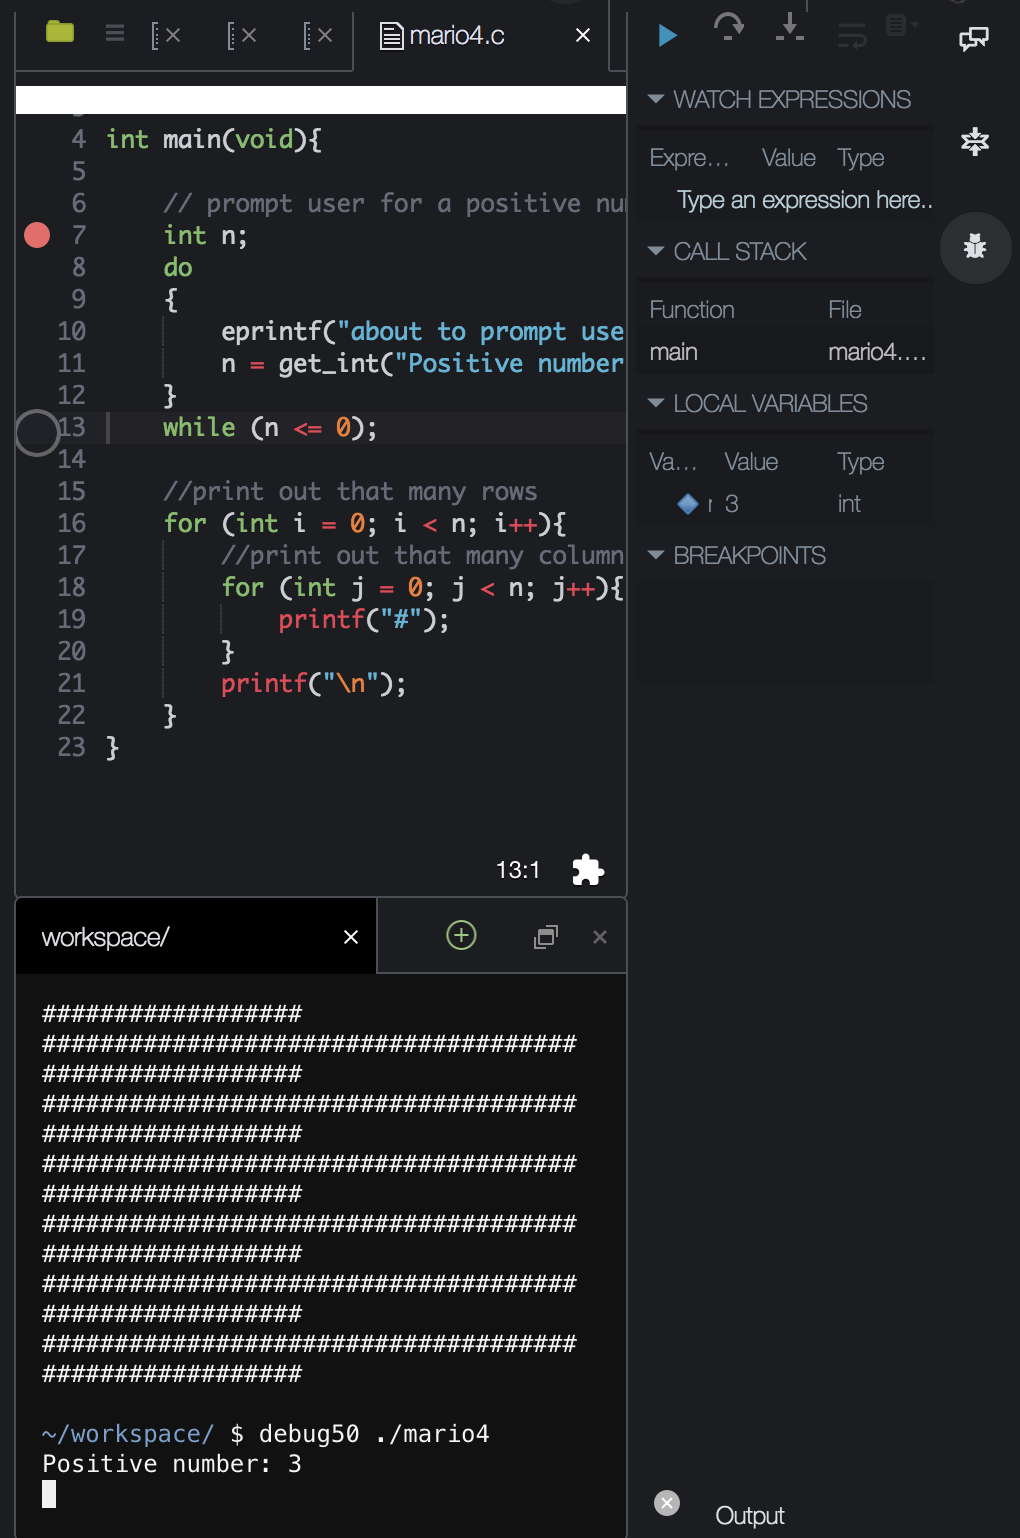 mario4.c
4 int main(void){
5
6 // prompt user for a positive nu
7 int n;
8 do
9 {
10 eprintf("about to prompt use
11 n = get_int("Positive number
12 }
13 while (n <= 0);
14
15 //print out that many rows
16 for (int i = 0; i < n; i++){
17 //print out that many column
18 for (int j = 0; j < n; j++){
19 printf("#");
20 }
21 printf("\n");
22 }
23 }
13:1
WATCH EXPRESSIONS
Expre... Value Type
Type an expression here..
CALL STACK
Function File
main mario4....
LOCAL VARIABLES
Va... Value Type
3 int
BREAKPOINTS
workspace/
##################
#####################################
##################
#####################################
##################
#####################################
##################
#####################################
##################
#####################################
##################
#####################################
##################
~/workspace/ $ debug50 ./mario4
Positive number: 3
Output